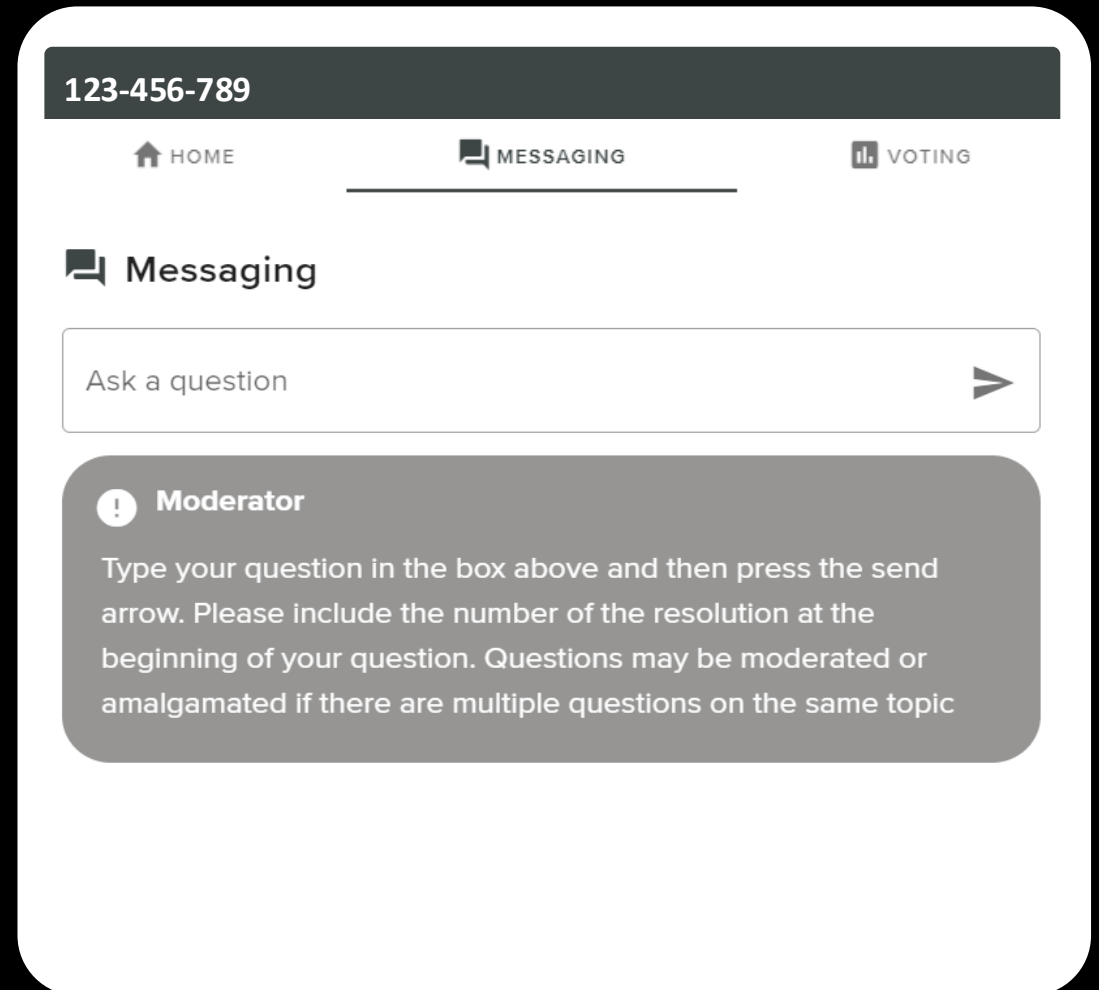 123-456-789
HOME MESSAGING VOTING
Messaging
Ask a question
! Moderator
Type your question in the box above and then press the send
arrow. Please include the number of the resolution at the
beginning of your question. Questions may be moderated or
amalgamated if there are multiple questions on the same topic